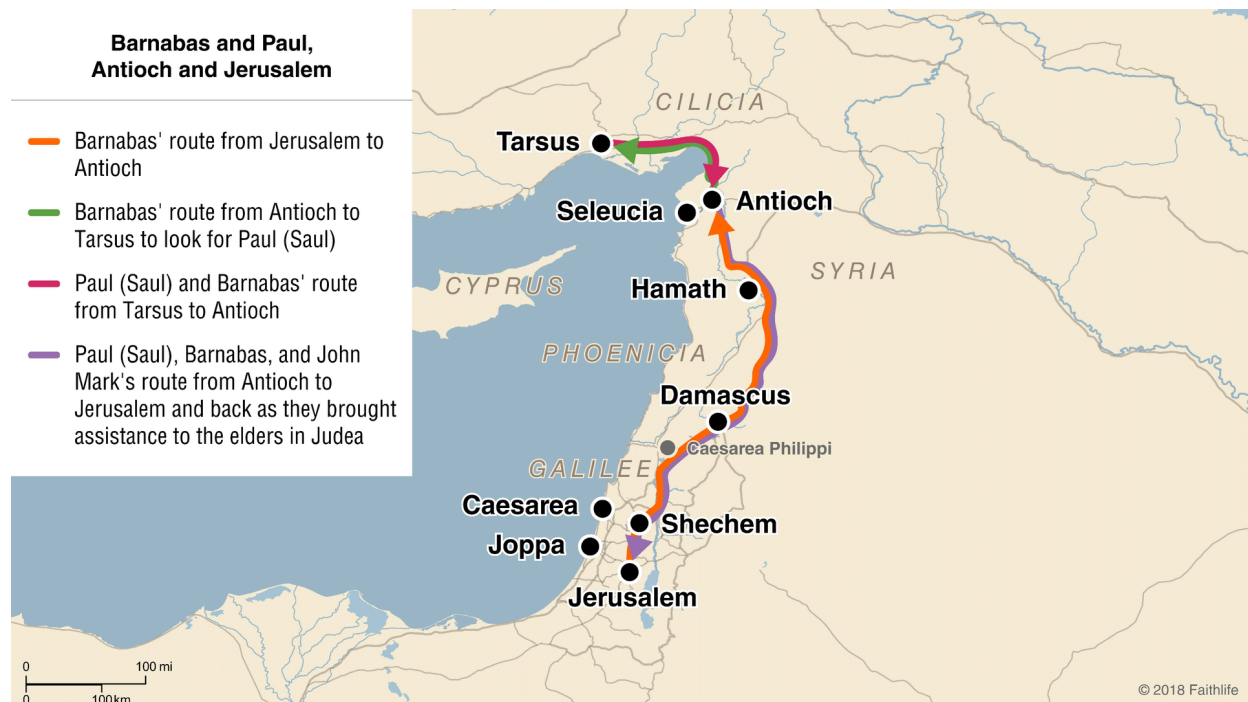 Barnabas and Paul,
Antioch and Jerusalem
Barnabas' route from Jerusalem to
Antioch
Barnabas' route from Antioch to
Tarsus to look for Paul (Saul)
Paul (Saul) and Barnabas' route
from Tarsus to Antioch
Paul (Saul), Barnabas, and John
Mark's route from Antioch to
Jerusalem and back as they brought
assistance to the elders in Judea
CILICIA
Tarsus
Antioch
Seleucia
SYRIA
CYPRUS
Hamath
PHOENICIA
Damascus
Caesarea Philippi
GALILEE
Caesarea
Shechem
Joppa
Jerusalem
0 100 mi
0 100 km
© 2018 Faithlife